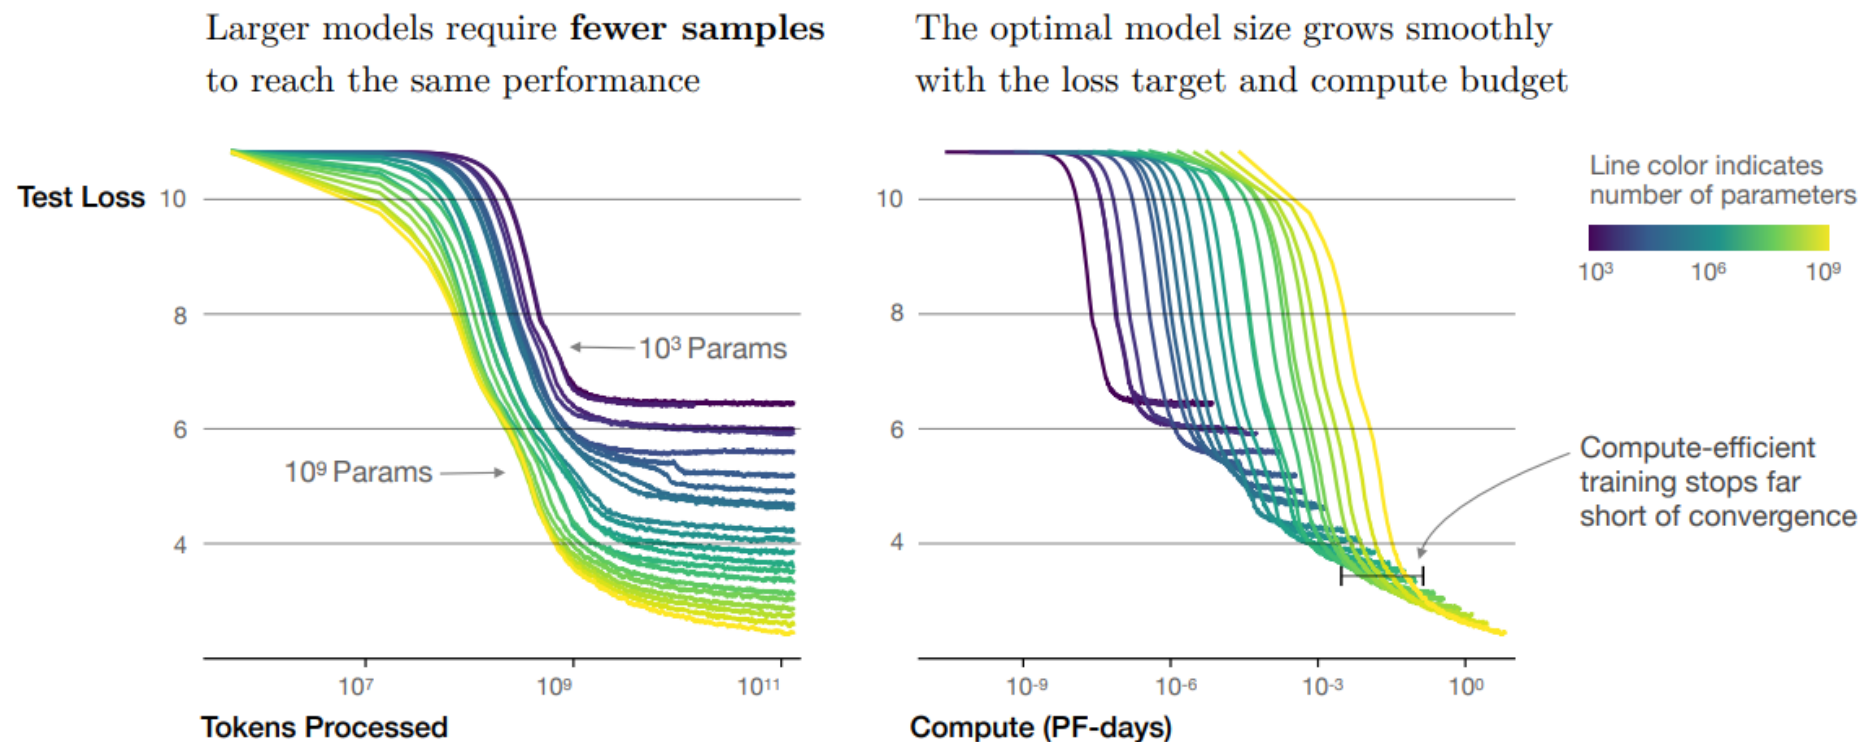 Larger models require fewer samples
to reach the same performance
The optimal model size grows smoothly
with the loss target and compute budget
Test Loss
10
8
6
4
10³ Params
10⁹ Params
10⁷
10⁹
10¹¹
Tokens Processed
10
8
6
4
10⁻⁹
10⁻⁶
10⁻³
10⁰
Compute (PF-days)
Line color indicates
number of parameters
10³
10⁶
10⁹
Compute-efficient
training stops far
short of convergence